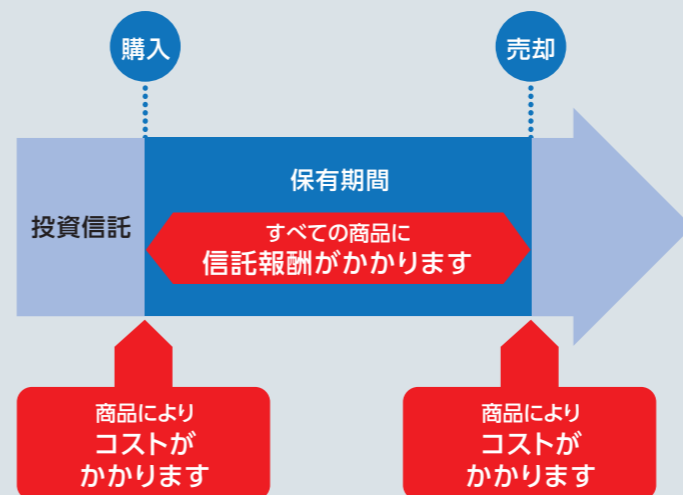 購入
売却
投資信託
保有期間
すべての商品に
信託報酬がかかります
商品により
コストが
かかります
商品により
コストが
かかります